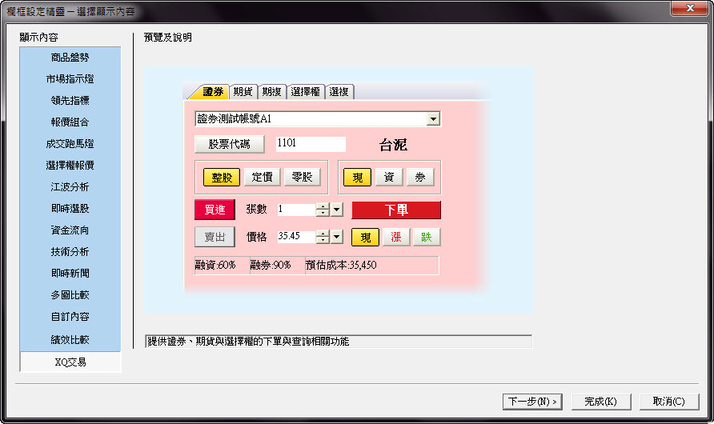 欄框設定精靈 ─ 選擇顯示內容
顯示內容
商品盤勢
市場指示燈
領先指標
報價組合
成交跑馬燈
選擇權報價
江波分析
即時選股
資金流向
技術分析
即時新聞
多圖比較
自訂內容
績效比較
XQ交易
預覽及說明
證券 期貨 期複 選擇權 選複
證券測試帳號A1
股票代碼 1101 台泥
整股 定價 零股 現 資 券
買進 張數 1 下單
賣出 價格 35.45 現 漲 跌
融資:60% 融券:90% 預估成本:35,450
提供證券、期貨與選擇權的下單與查詢相關功能
下一步(N) > 完成(K) 取消(C)